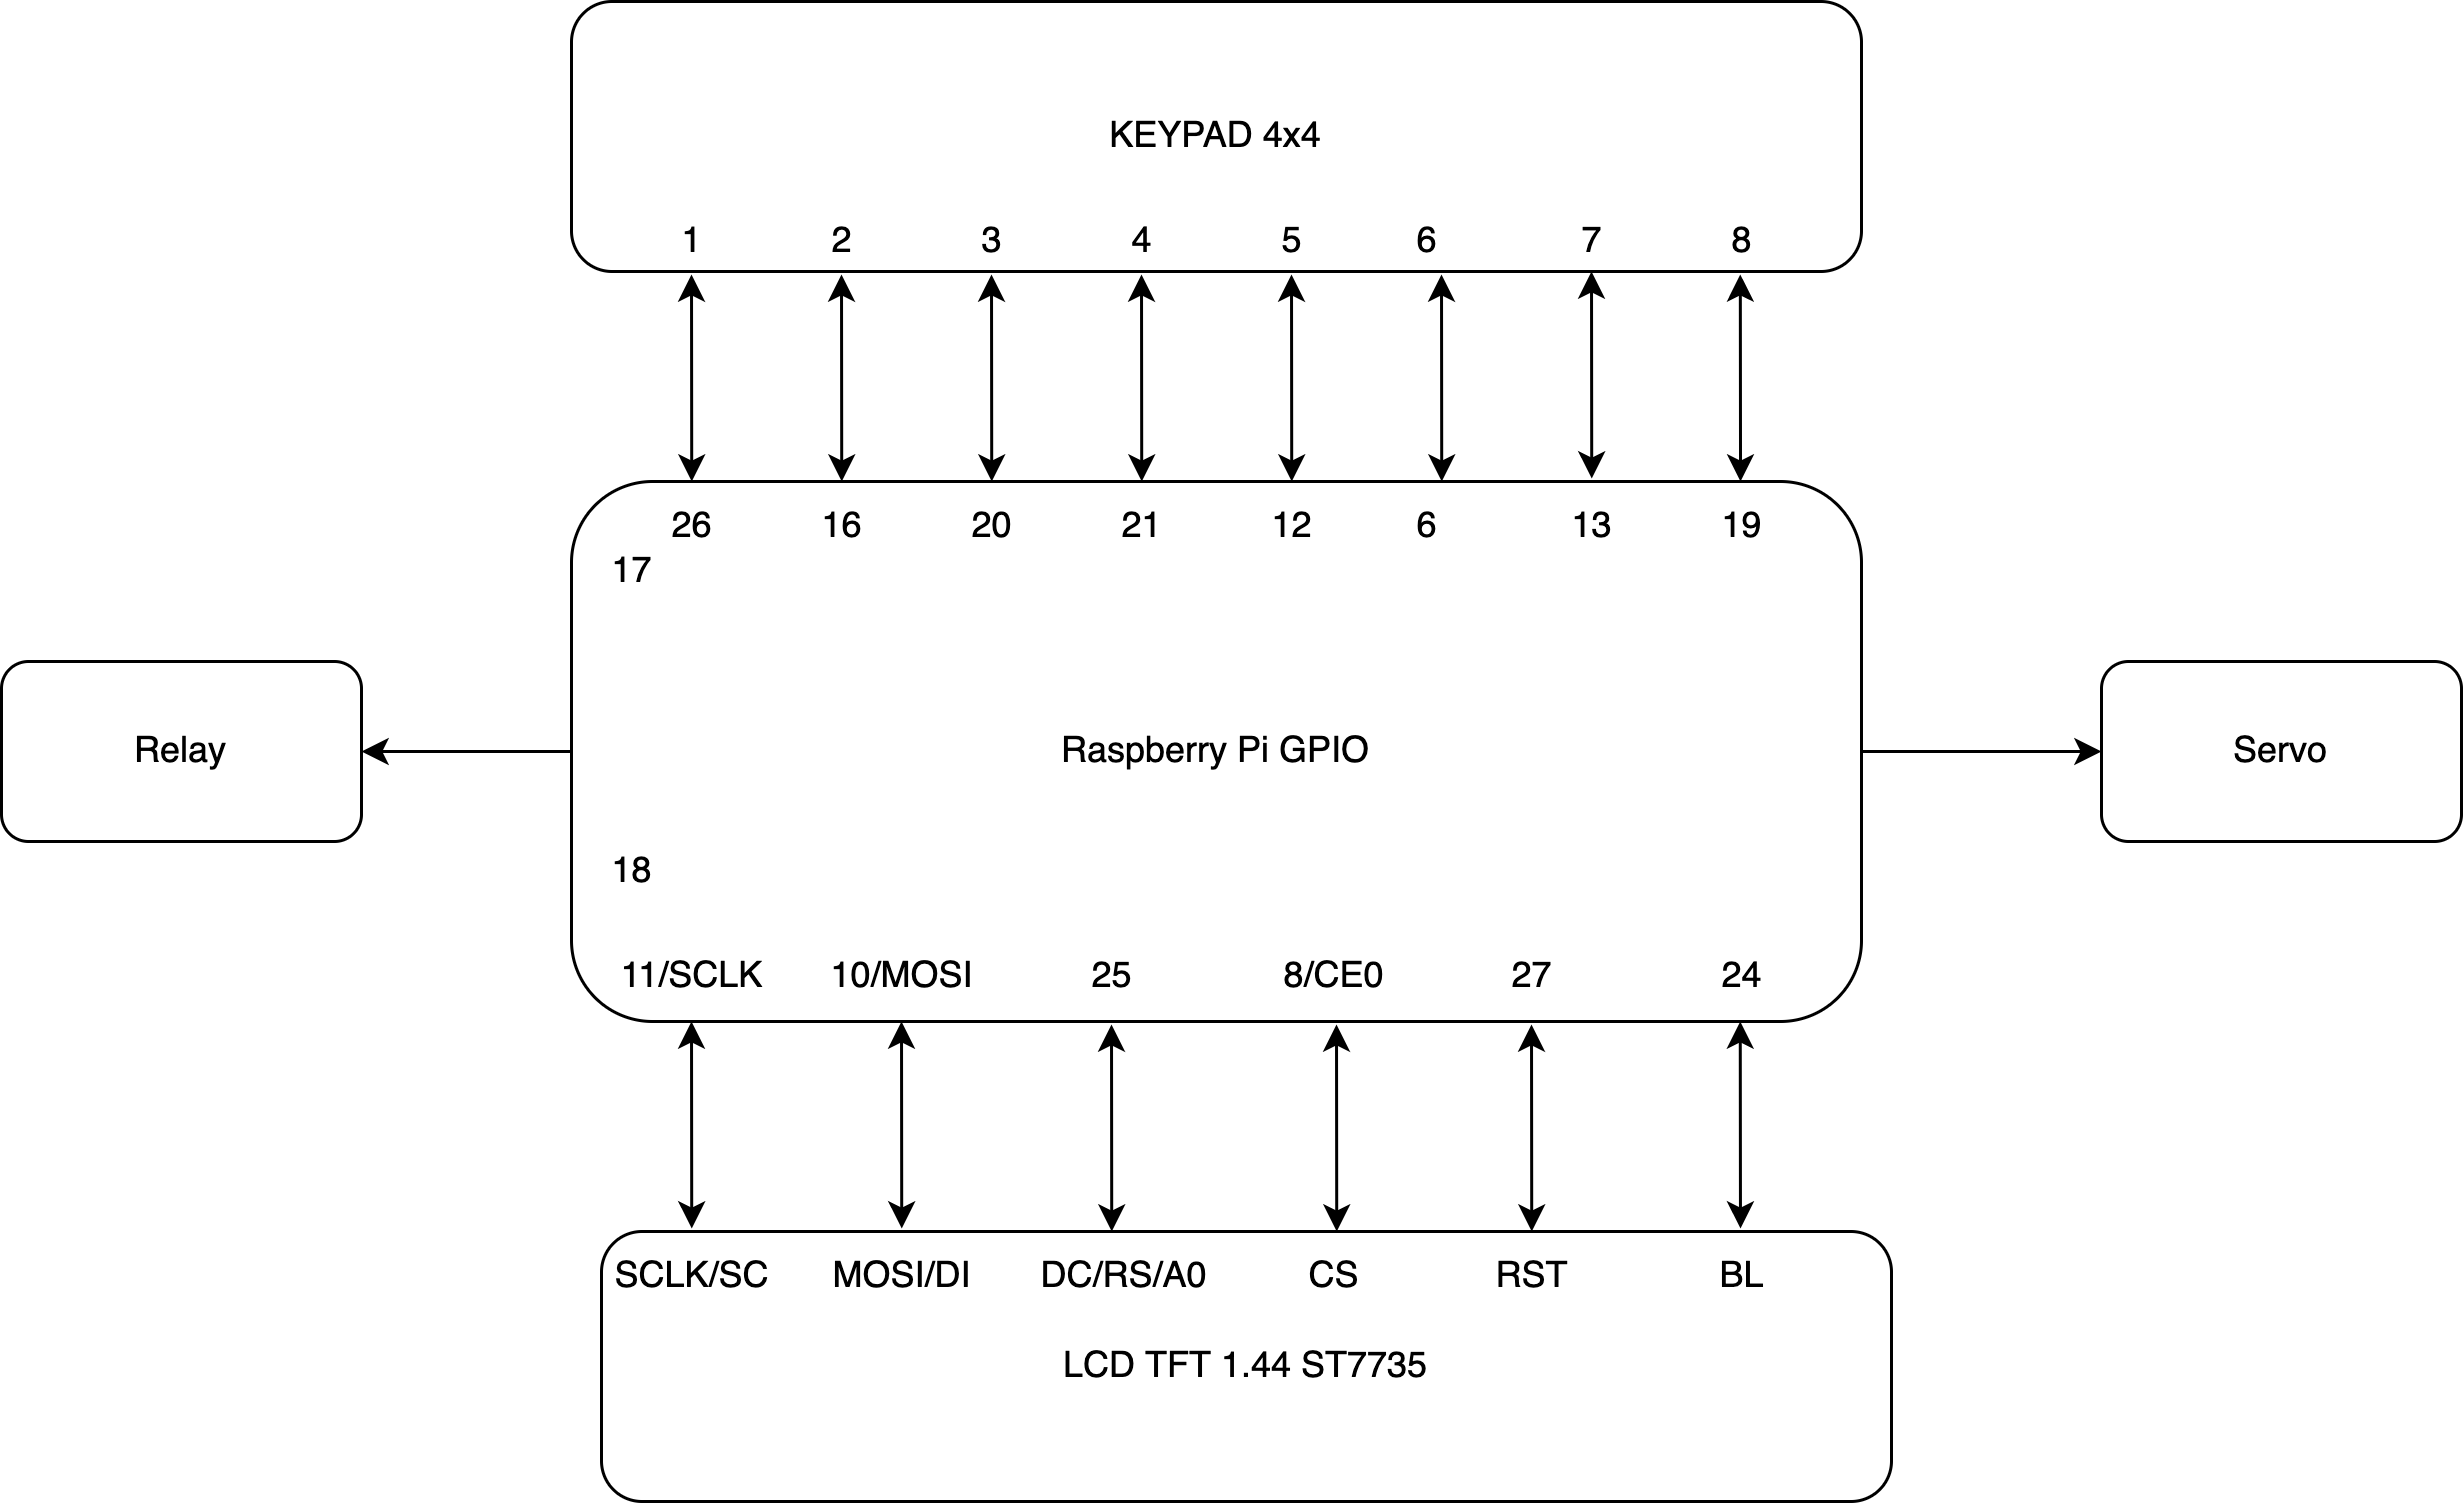 KEYPAD 4x4
1 2 3 4 5 6 7 8
26 16 20 21 12 6 13 19
17
Relay
Raspberry Pi GPIO
Servo
18
11/SCLK 10/MOSI 25 8/CE0 27 24
SCLK/SC MOSI/DI DC/RS/A0 CS RST BL
LCD TFT 1.44 ST7735